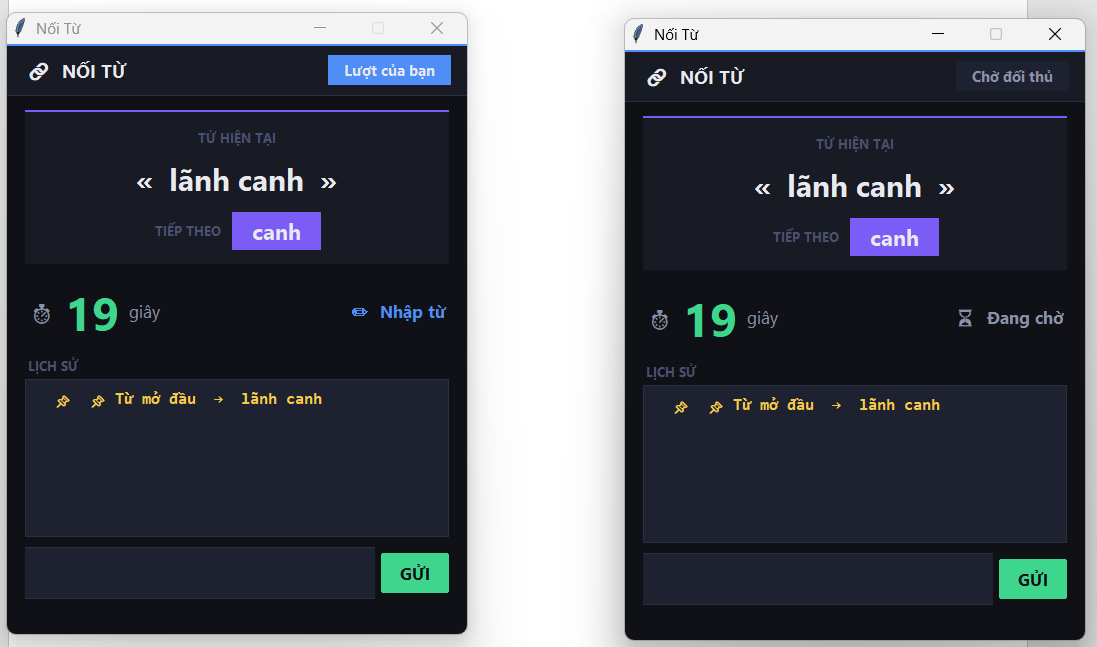 Nối Từ
NỐI TỪ
Lượt của bạn
TỪ HIỆN TẠI
« lãnh canh »
TIẾP THEO canh
19 giây
Nhập từ
LỊCH SỬ
Từ mở đầu → lãnh canh
GỬI
Nối Từ
NỐI TỪ
Chờ đối thủ
TỪ HIỆN TẠI
« lãnh canh »
TIẾP THEO canh
19 giây
Đang chờ
LỊCH SỬ
Từ mở đầu → lãnh canh
GỬI